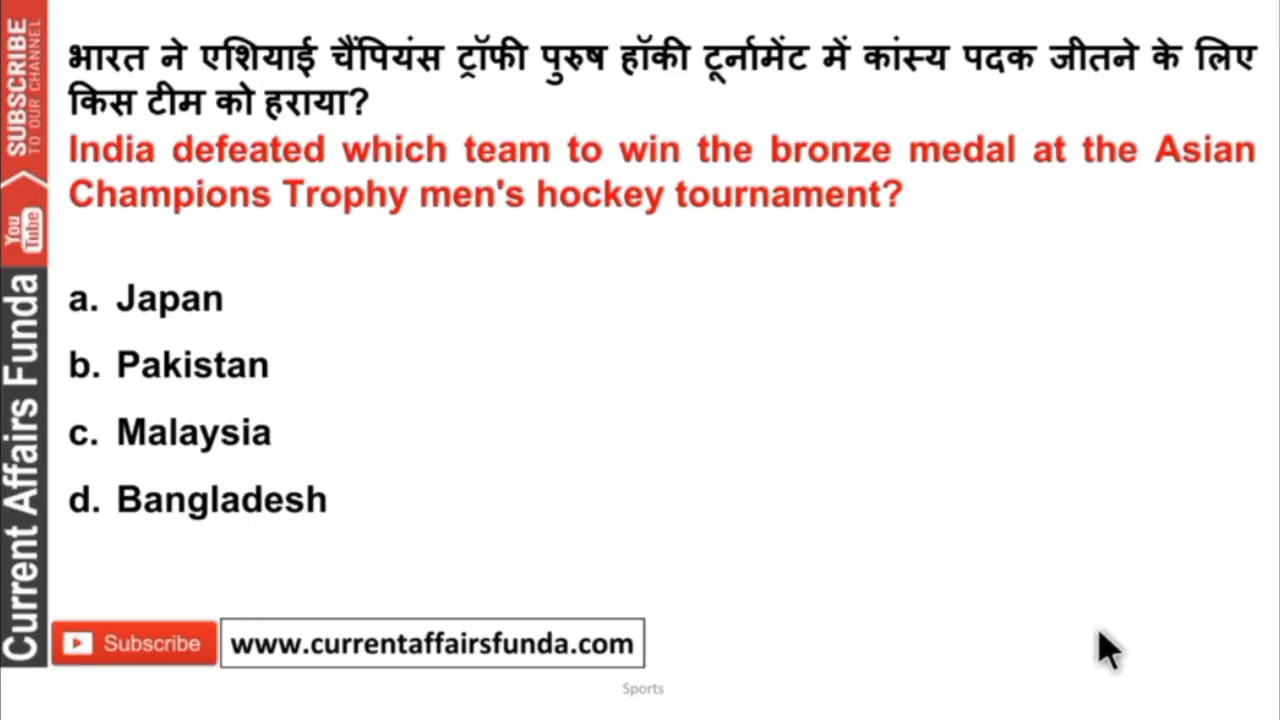 भारत ने एशियाई चैंपियंस ट्रॉफी पुरुष हॉकी टूर्नामेंट में कांस्य पदक जीतने के लिए
किस टीम को हराया?
India defeated which team to win the bronze medal at the Asian
Champions Trophy men's hockey tournament?
a. Japan
b. Pakistan
c. Malaysia
d. Bangladesh
SUBSCRIBE
TO OUR CHANNEL
You
Tube
Current Affairs Funda
Subscribe
www.currentaffairsfunda.com
Sports